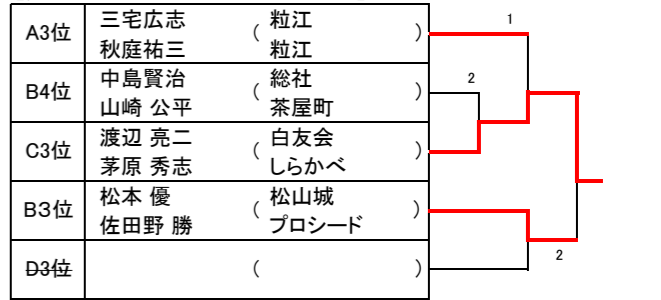 A3位 三宅広志 ( 粒江 )
秋庭祐三 粒江
1
B4位 中島賢治 ( 総社 )
山崎 公平 茶屋町
2
C3位 渡辺 亮二 ( 白友会 )
茅原 秀志 しらかべ
B3位 松本 優 ( 松山城 )
佐田野 勝 プロシード
2
D3位 ( )